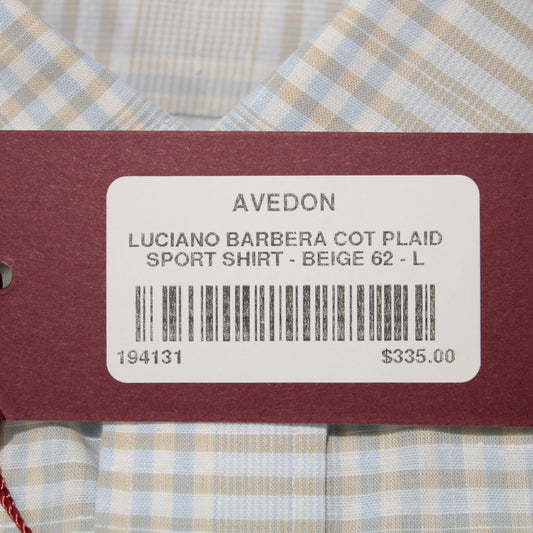 AVEDON
LUCIANO BARBERA COT PLAID
SPORT SHIRT - BEIGE 62 - L
194131 $335.00